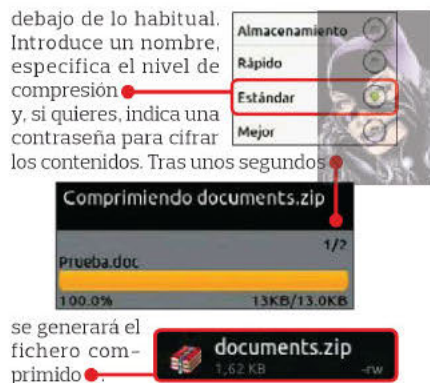 debajo de lo habitual.
Introduce un nombre,
especifica el nivel de
compresión
y, si quieres, indica una
contraseña para cifrar
los contenidos. Tras unos segundos
Almacenamiento
Rápido
Estándar
Mejor
Comprimiendo documents.zip
1/2
Prueba.doc
100.0% 13KB/13.0KB
se generará el
fichero com-
primido .
documents.zip
1,62 KB -rw